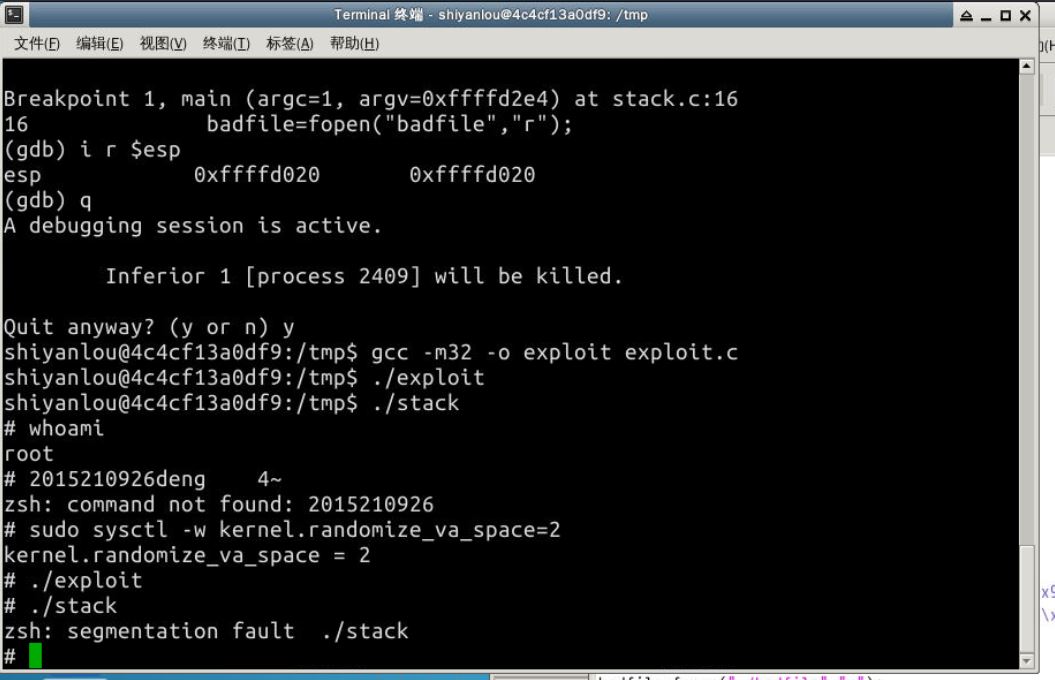 Terminal 终端 - shiyanlou@4c4cf13a0df9: /tmp
文件(F) 编辑(E) 视图(V) 终端(T) 标签(A) 帮助(H)
Breakpoint 1, main (argc=1, argv=0xffffd2e4) at stack.c:16
16 badfile=fopen("badfile","r");
(gdb) i r $esp
esp 0xffffd020 0xffffd020
(gdb) q
A debugging session is active.
Inferior 1 [process 2409] will be killed.
Quit anyway? (y or n) y
shiyanlou@4c4cf13a0df9:/tmp$ gcc -m32 -o exploit exploit.c
shiyanlou@4c4cf13a0df9:/tmp$ ./exploit
shiyanlou@4c4cf13a0df9:/tmp$ ./stack
# whoami
root
# 2015210926deng 4~
zsh: command not found: 2015210926
# sudo sysctl -w kernel.randomize_va_space=2
kernel.randomize_va_space = 2
# ./exploit
# ./stack
zsh: segmentation fault ./stack
#